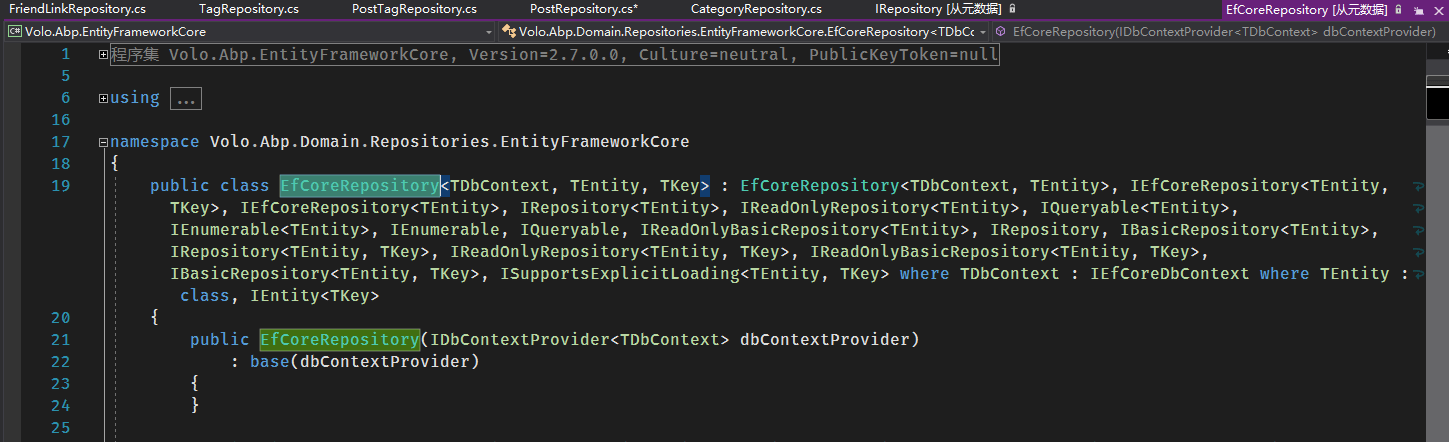 FriendLinkRepository.cs TagRepository.cs PostTagRepository.cs PostRepository.cs* CategoryRepository.cs IRepository [从元数据] EfCoreRepository [从元数据]
C# Volo.Abp.EntityFrameworkCore Volo.Abp.Domain.Repositories.EntityFrameworkCore.EfCoreRepository<TDbCc EfCoreRepository(IDbContextProvider<TDbContext> dbContextProvider)
1 程序集 Volo.Abp.EntityFrameworkCore, Version=2.7.0.0, Culture=neutral, PublicKeyToken=null
5
6 using ...
16
17 namespace Volo.Abp.Domain.Repositories.EntityFrameworkCore
18 {
19 public class EfCoreRepository<TDbContext, TEntity, TKey> : EfCoreRepository<TDbContext, TEntity>, IEfCoreRepository<TEntity,
TKey>, IEfCoreRepository<TEntity>, IRepository<TEntity>, IReadOnlyRepository<TEntity>, IQueryable<TEntity>,
IEnumerable<TEntity>, IEnumerable, IQueryable, IReadOnlyBasicRepository<TEntity>, IRepository, IBasicRepository<TEntity>,
IRepository<TEntity, TKey>, IReadOnlyRepository<TEntity, TKey>, IReadOnlyBasicRepository<TEntity, TKey>,
IBasicRepository<TEntity, TKey>, ISupportsExplicitLoading<TEntity, TKey> where TDbContext : IEfCoreDbContext where TEntity :
class, IEntity<TKey>
20 {
21 public EfCoreRepository(IDbContextProvider<TDbContext> dbContextProvider)
22 : base(dbContextProvider)
23 {
24 }
25